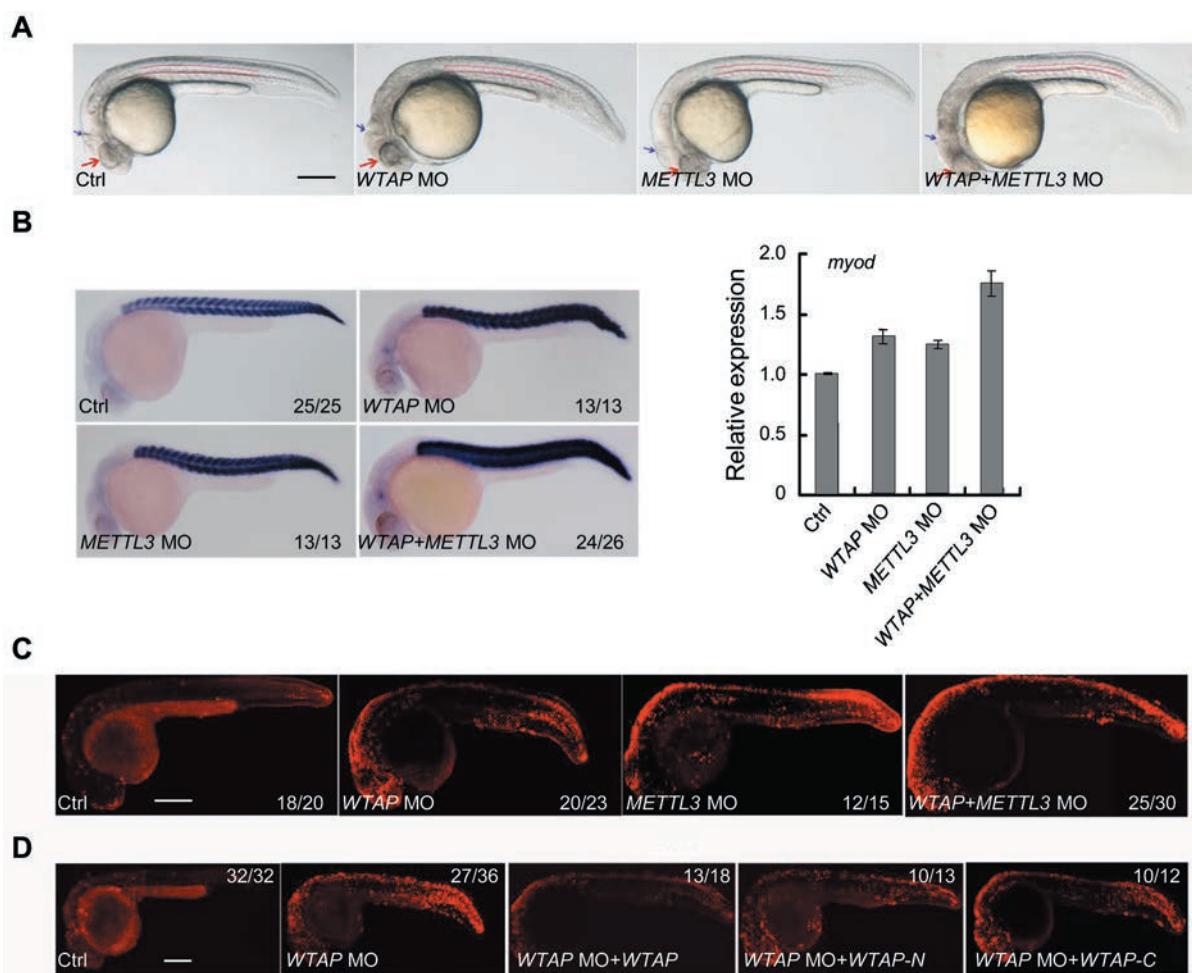 A
Ctrl
WTAP MO
METTL3 MO
WTAP+METTL3 MO
B
Ctrl
25/25
WTAP MO
13/13
METTL3 MO
13/13
WTAP+METTL3 MO
24/26
myod
Relative expression
2.0
1.5
1.0
0.5
0
Ctrl
WTAP MO
METTL3 MO
WTAP+METTL3 MO
C
Ctrl
18/20
WTAP MO
20/23
METTL3 MO
12/15
WTAP+METTL3 MO
25/30
D
Ctrl
32/32
WTAP MO
27/36
WTAP MO+WTAP
13/18
WTAP MO+WTAP-N
10/13
WTAP MO+WTAP-C
10/12